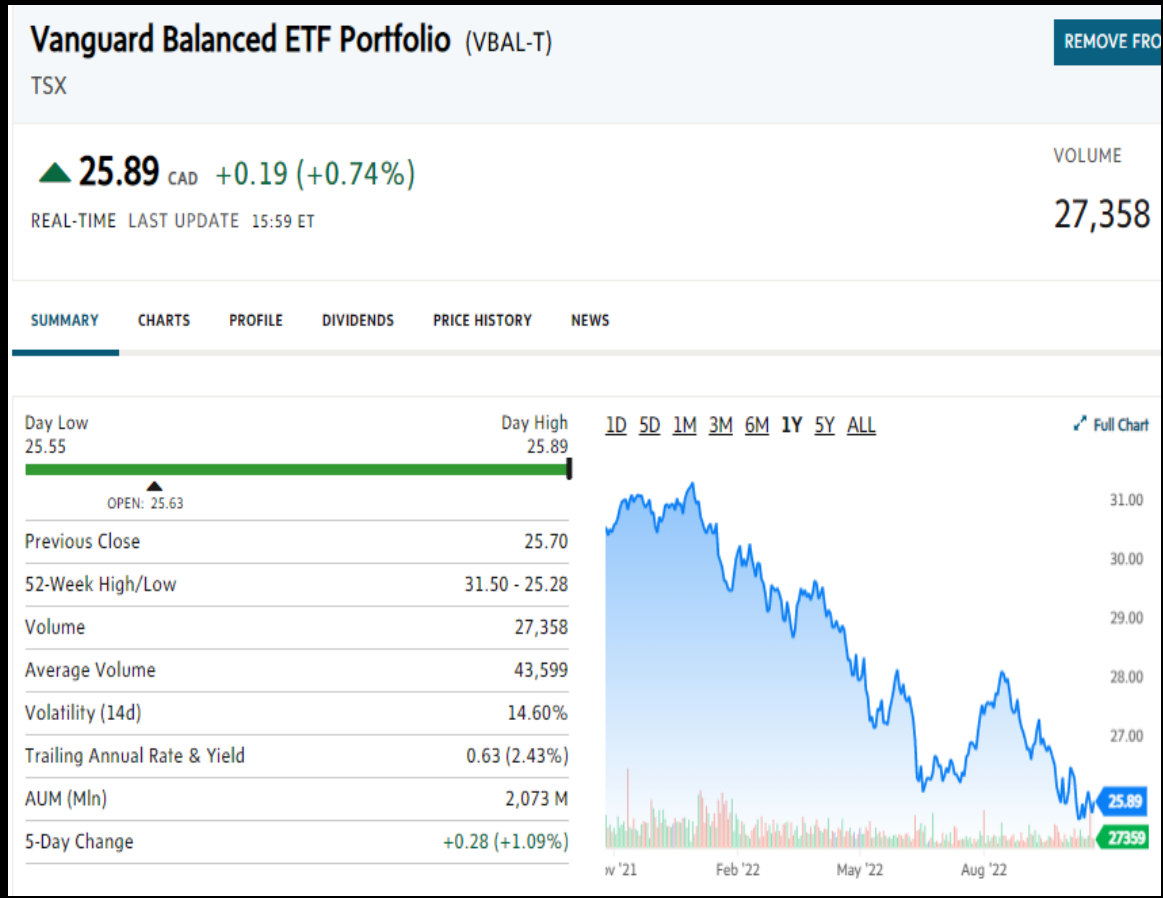 Vanguard Balanced ETF Portfolio (VBAL-T)
REMOVE FRO
TSX
25.89 CAD +0.19 (+0.74%)
VOLUME
REAL-TIME LAST UPDATE 15:59 ET
27,358
SUMMARY CHARTS PROFILE DIVIDENDS PRICE HISTORY NEWS
Day Low Day High
25.55 25.89
OPEN: 25.63
Previous Close 25.70
52-Week High/Low 31.50 - 25.28
Volume 27,358
Average Volume 43,599
Volatility (14d) 14.60%
Trailing Annual Rate & Yield 0.63 (2.43%)
AUM (Mln) 2,073 M
5-Day Change +0.28 (+1.09%)
1D 5D 1M 3M 6M 1Y 5Y ALL Full Chart
31.00
30.00
29.00
28.00
27.00
25.89
27359
ov '21 Feb '22 May '22 Aug '22